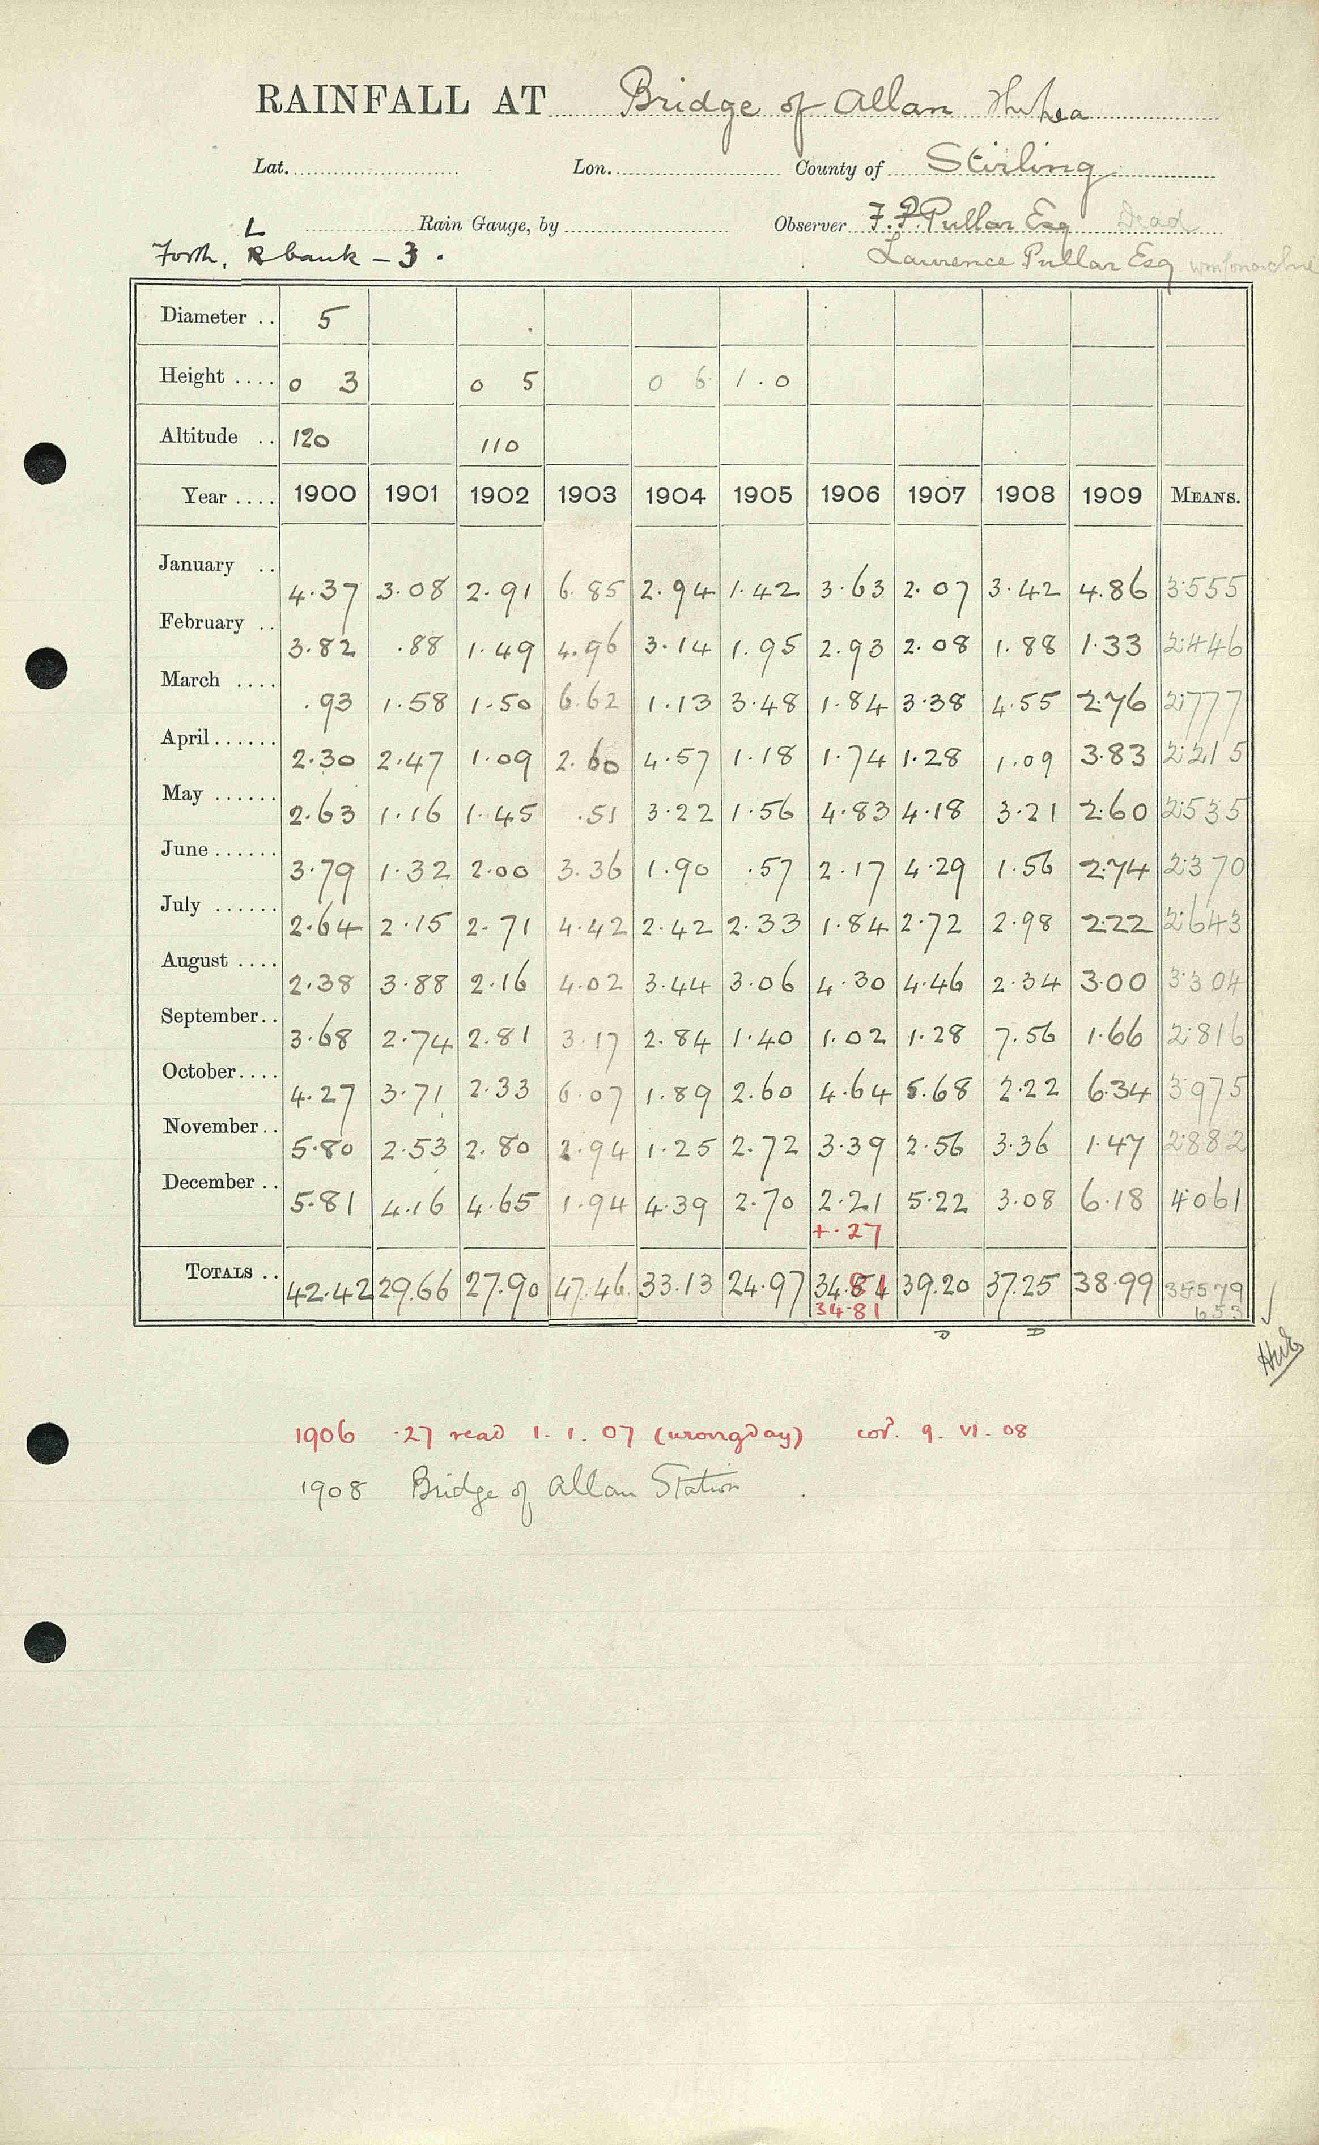 RAINFALL AT Bridge of Allan
Lat. Lon. County of Stirling
Rain Gauge, by Observer F. P. Pullar Esq Dead
Forth, L R bank - 3. Lawrence Pullar Esq
Diameter .. 5
Height .... 0 3 0 5 0 6 1.0
Altitude .. 120 110
Year .... 1900 1901 1902 1903 1904 1905 1906 1907 1908 1909 MEANS.
January .. 4.37 3.08 2.91 6.85 2.94 1.42 3.63 2.07 3.42 4.86 3.555
February .. 3.82 .88 1.49 4.96 3.14 1.95 2.93 2.08 1.88 1.33 2.446
March .... .93 1.58 1.50 6.62 1.13 3.48 1.84 3.38 4.55 2.76 2.777
April...... 2.30 2.47 1.09 2.60 4.57 1.18 1.74 1.28 1.09 3.83 2.215
May ...... 2.63 1.16 1.45 .51 3.22 1.56 4.83 4.18 3.21 2.60 2.535
June ...... 3.79 1.32 2.00 3.36 1.90 .57 2.17 4.29 1.56 2.74 2.370
July ...... 2.64 2.15 2.71 4.42 2.42 2.33 1.84 2.72 2.98 2.22 2.643
August .... 2.38 3.88 2.16 4.02 3.44 3.06 4.30 4.46 2.34 3.00 3.304
September.. 3.68 2.74 2.81 3.17 2.84 1.40 1.02 1.28 7.56 1.66 2.816
October.... 4.27 3.71 2.33 6.07 1.89 2.60 4.64 5.68 2.22 6.34 3.975
November.. 5.80 2.53 2.80 2.94 1.25 2.72 3.39 2.56 3.36 1.47 2.882
December .. 5.81 4.16 4.65 1.94 4.39 2.70 2.21 5.22 3.08 6.18 4.061
+.27
TOTALS .. 42.42 29.66 27.90 47.46 33.13 24.97 34.54 39.20 37.25 38.99 35.579
34.81 653
D D
1906 .27 read 1. 1. 07 (wrong day) cor. 9. VI. 08
1908 Bridge of Allan Station